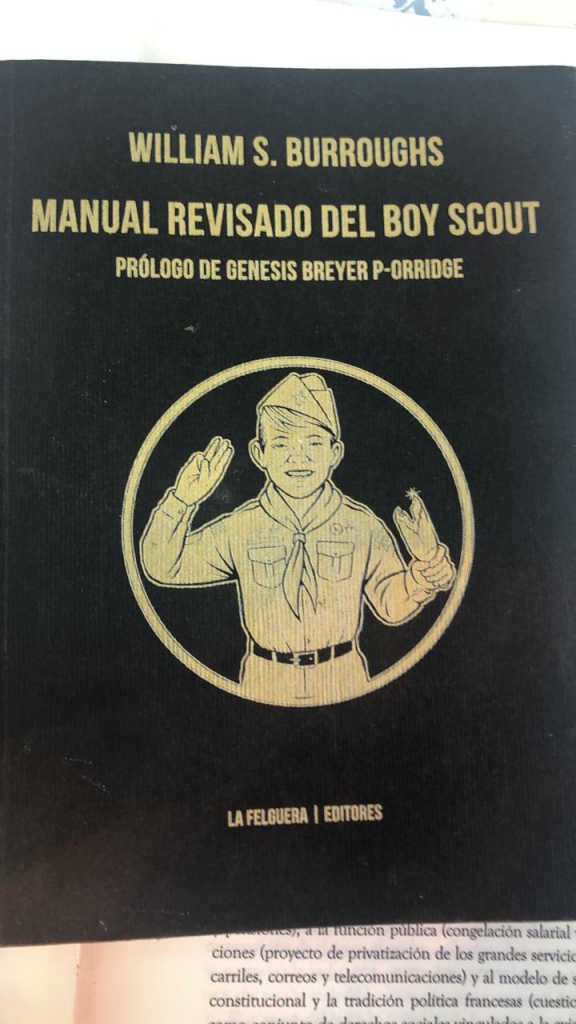 WILLIAM S. BURROUGHS
MANUAL REVISADO DEL BOY SCOUT
PRÓLOGO DE GENESIS BREYER P-ORRIDGE
LA FELGUERA | EDITORES
a la función pública (congelación salarial
ciones (proyecto de privatización de los grandes servicio
carriles, correos y telecomunicaciones) y al modelo de s
constitucional y la tradición política francesas (cuestic